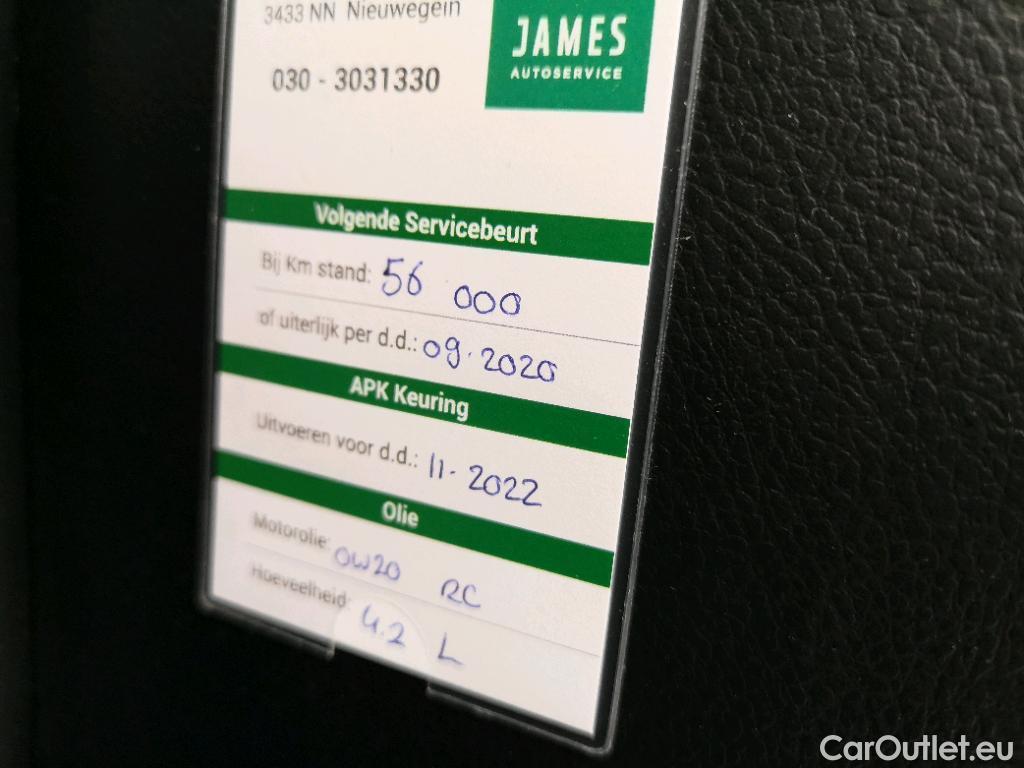 3433 NN Nieuwegein
JAMES
AUTOSERVICE
030 - 3031330
Volgende Servicebeurt
Bij Km stand: 56 000
of uiterlijk per d.d.: 09.2020
APK Keuring
Uitvoeren voor d.d.: 11-2022
Olie
Motorolie: 0W20 RC
Hoeveelheid: 4.2 L
CarOutlet.eu